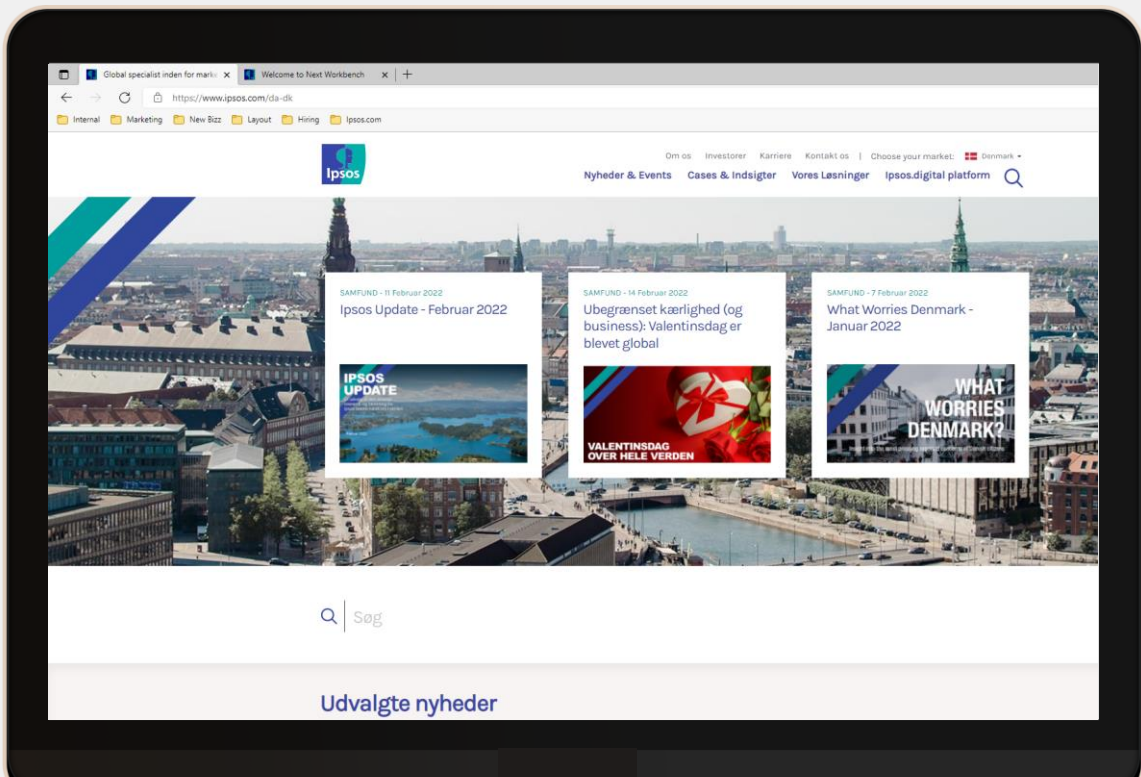 Global specialist inden for marke
Welcome to Next Workbench
https://www.ipsos.com/da-dk
Internal Marketing New Bizz Layout Hiring Ipsos.com
Ipsos
Om os Investorer Karriere Kontakt os | Choose your market: Denmark
Nyheder & Events Cases & Indsigter Vores Løsninger Ipsos.digital platform
SAMFUND - 11 Februar 2022
Ipsos Update - Februar 2022
IPSOS
UPDATE
SAMFUND - 14 Februar 2022
Ubegrænset kærlighed (og
business): Valentinsdag er
blevet global
VALENTINSDAG
OVER HELE VERDEN
SAMFUND - 7 Februar 2022
What Worries Denmark -
Januar 2022
WHAT
WORRIES
DENMARK?
Søg
Udvalgte nyheder